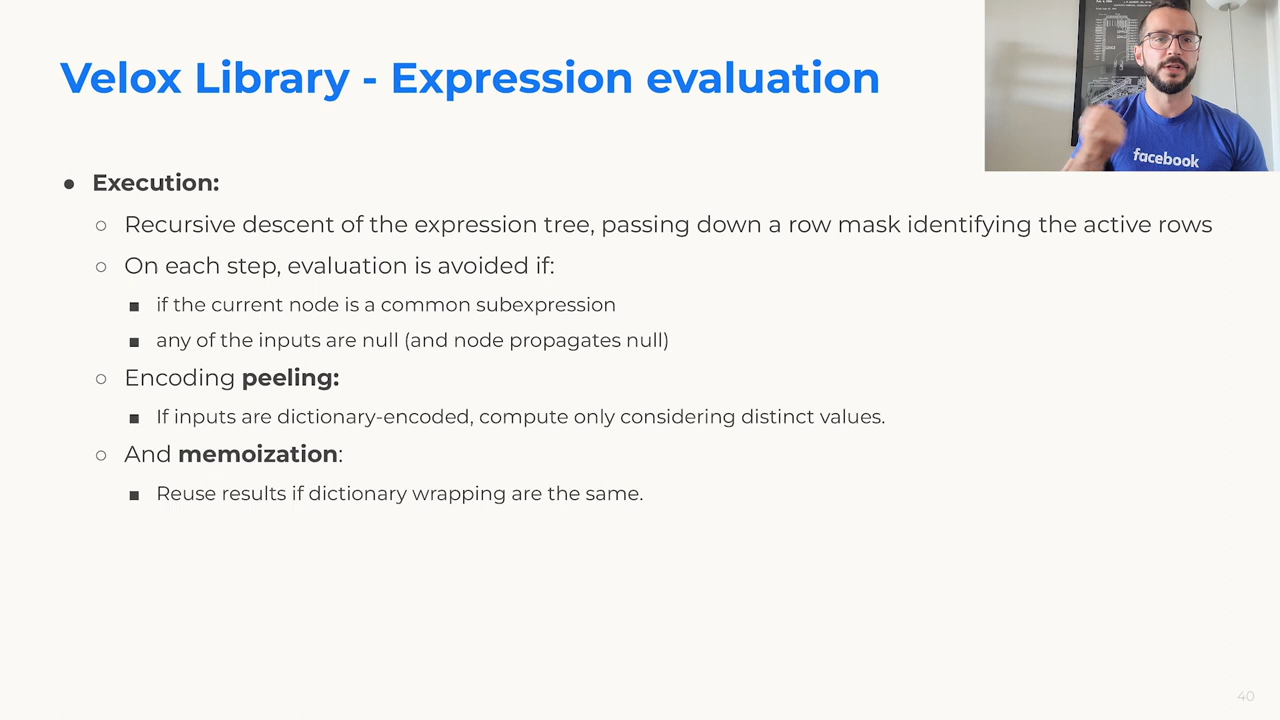 Velox Library - Expression evaluation
facebook
● Execution:
○ Recursive descent of the expression tree, passing down a row mask identifying the active rows
○ On each step, evaluation is avoided if:
■ if the current node is a common subexpression
■ any of the inputs are null (and node propagates null)
○ Encoding peeling:
■ If inputs are dictionary-encoded, compute only considering distinct values.
○ And memoization:
■ Reuse results if dictionary wrapping are the same.
40